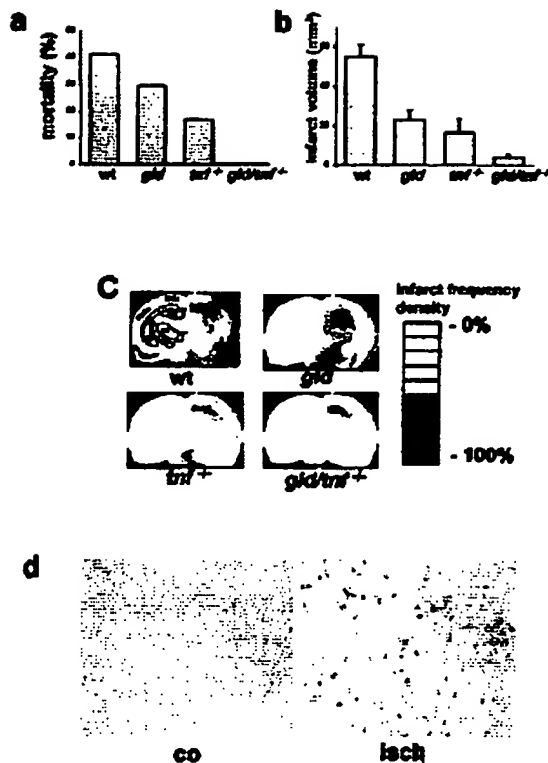 a
mortality (%)
wt gld tnf-/- gld/tnf-/-
b
infarct volume (mm³)
wt gld tnf-/- gld/tnf-/-
C
wt
gld
tnf-/-
gld/tnf-/-
infarct frequency
density
- 0%
- 100%
d
co
isch